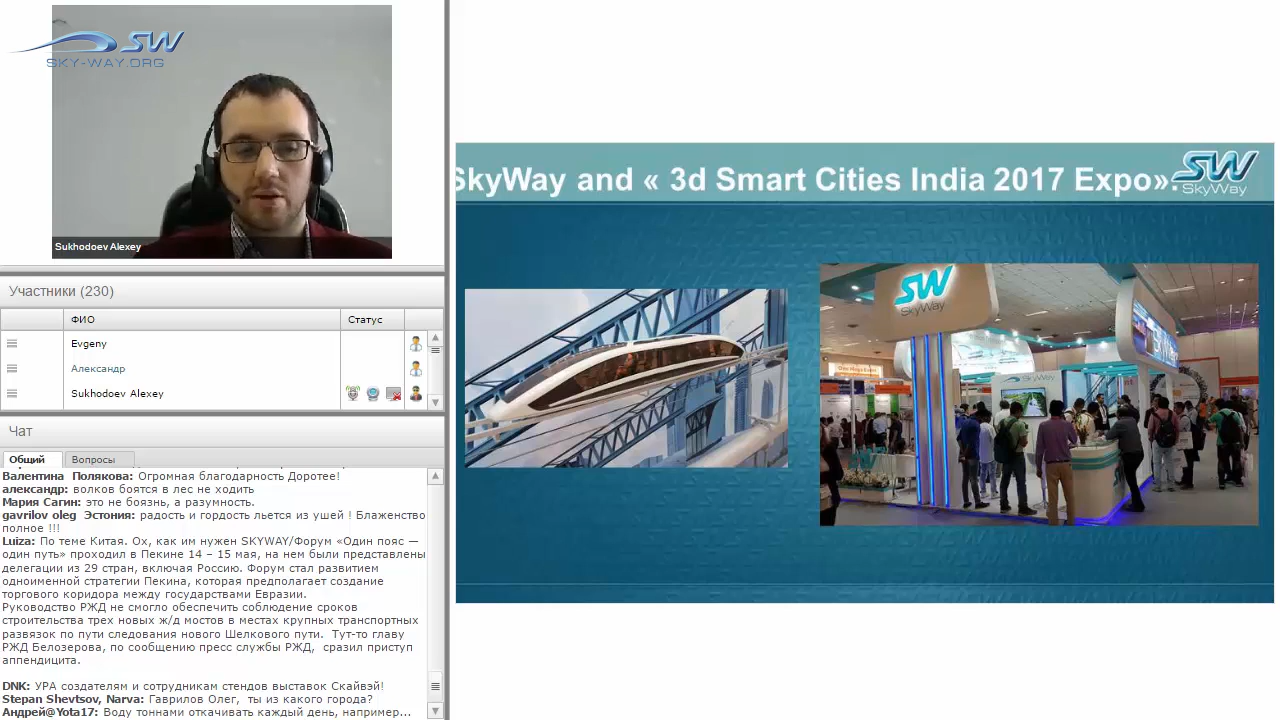 SW
SKY-WAY.ORG
Sukhodoev Alexey
Участники (230)
ФИО Статус
Evgeny
Александр
Sukhodoev Alexey
Чат
Общий Вопросы
Валентина Полякова: Огромная благодарность Доротее!
александр: волков боятся в лес не ходить
Мария Сагин: это не боязнь, а разумность.
gavrilov oleg Эстония: радость и гордость льется из ушей ! Блаженство
полное !!!
Luiza: По теме Китая. Ох, как им нужен SKYWAY/Форум «Один пояс —
один путь» проходил в Пекине 14 – 15 мая, на нем были представлены
делегации из 29 стран, включая Россию. Форум стал развитием
одноименной стратегии Пекина, которая предполагает создание
торгового коридора между государствами Евразии.
Руководство РЖД не смогло обеспечить соблюдение сроков
строительства трех новых ж/д мостов в местах крупных транспортных
развязок по пути следования нового Шелкового пути. Тут-то главу
РЖД Белозерова, по сообщению пресс службы РЖД, сразил приступ
аппендицита.
DNK: УРА создателям и сотрудникам стендов выставок Скайвэй!
Stepan Shevtsov, Narva: Гаврилов Олег, ты из какого города?
Андрей@Yota17: Воду тоннами откачивать каждый день, например...
SkyWay and « 3d Smart Cities India 2017 Expo».
SW
SkyWay
SW
SkyWay
SkyWay